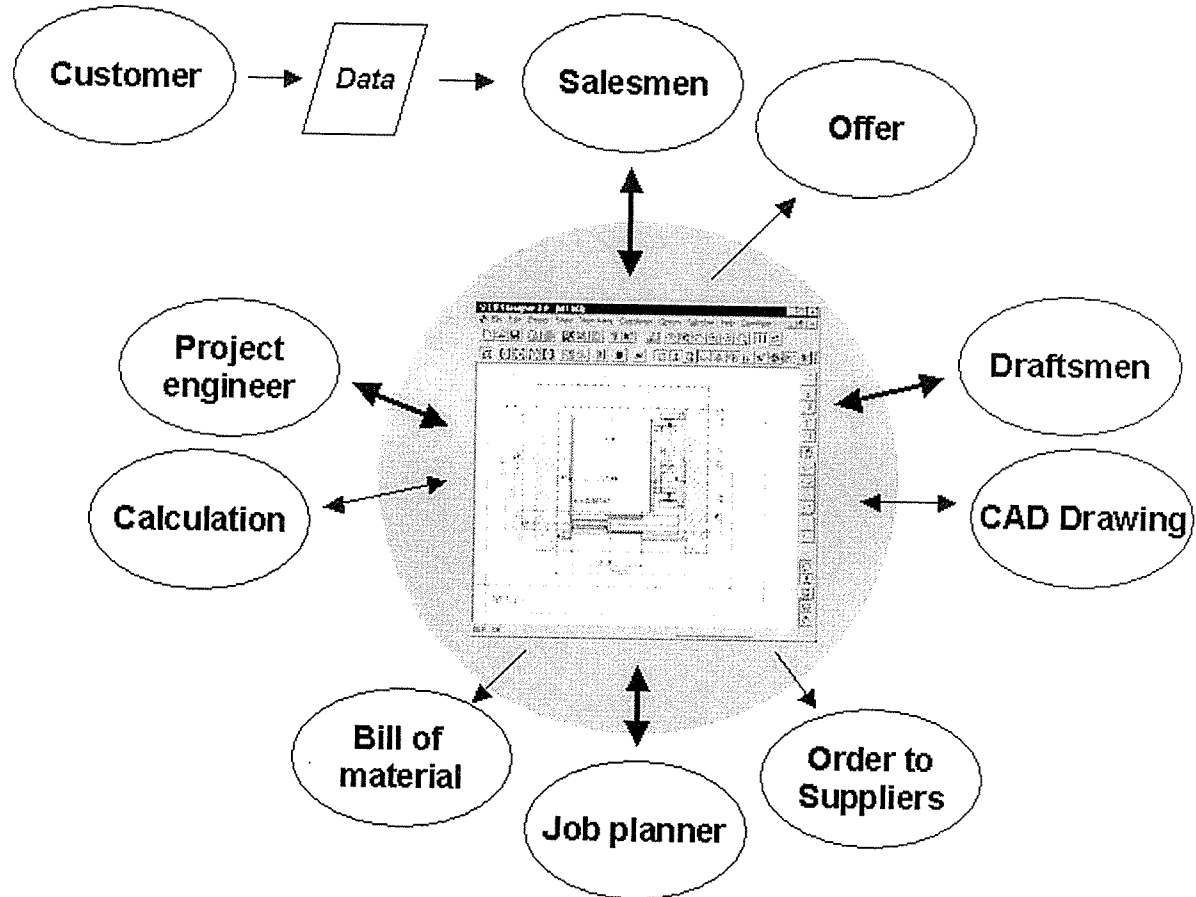 Customer
Data
Salesmen
Offer
Project
engineer
Draftsmen
Calculation
CAD Drawing
Bill of
material
Job planner
Order to
Suppliers